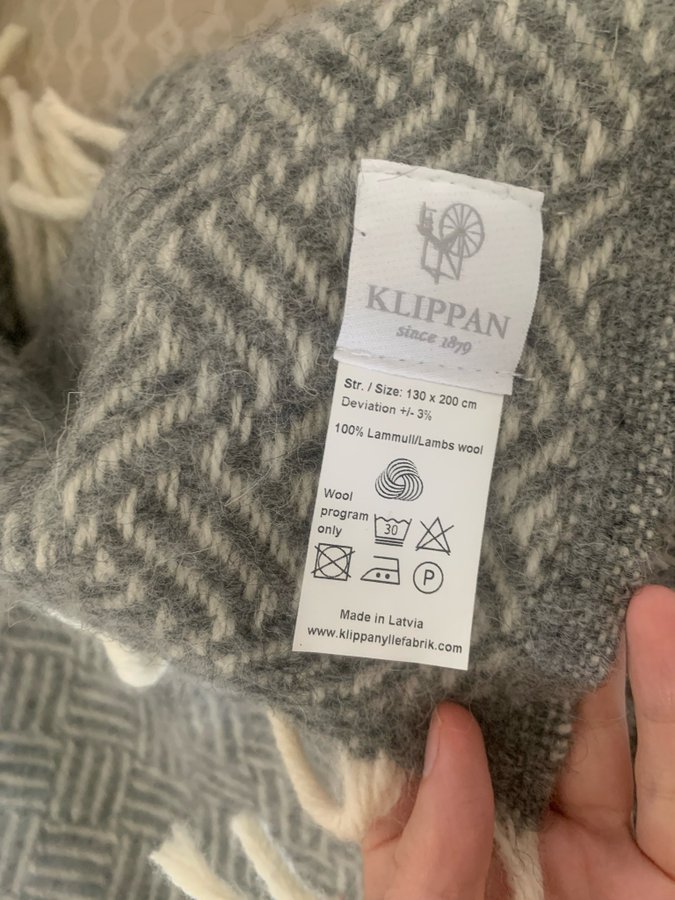 KLIPPAN
since 1879
Str. / Size: 130 x 200 cm
Deviation +/- 3%
100% Lammull/Lambs wool
Wool
program
only
30
P
Made in Latvia
www.klippanyllefabrik.com